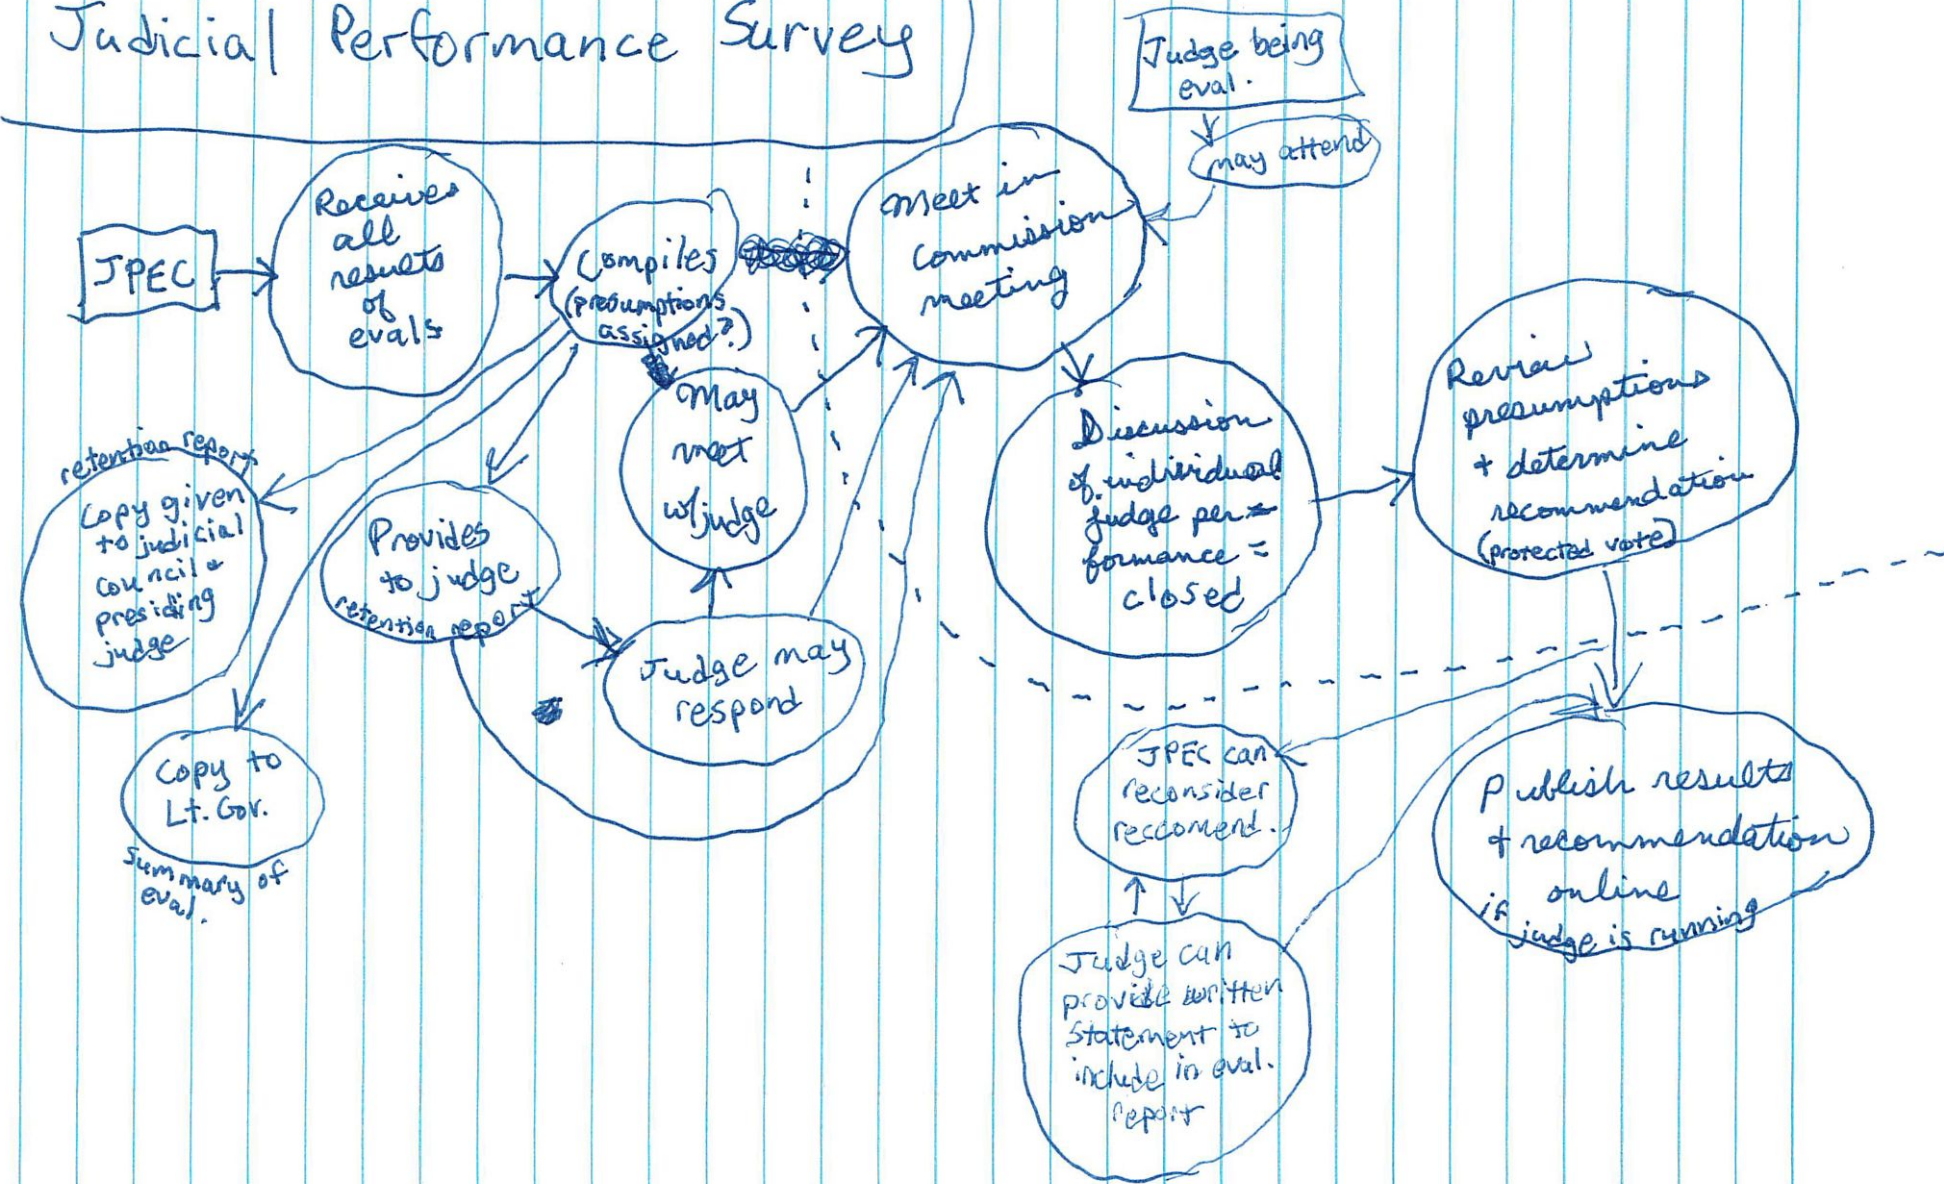 Judicial Performance Survey
Judge being
eval.
may attend
JPEC
Receives
all
results
of
evals
Compiles
(presumptions
assigned?)
Meet in
commission
meeting
May
meet
w/judge
Discussion
of individual
judge per=
formance =
closed
Review
presumptions
+ determine
recommendation
(protected vote)
retention report
Copy given
to judicial
council +
presiding
judge
Provides
to judge
retention report
Judge may
respond
Copy to
Lt. Gov.
summary of
eval.
JPEC can
reconsider
reccomend.
Publish results
+ recommendation
online
if
judge is running
Judge can
provide written
statement to
include in eval.
report